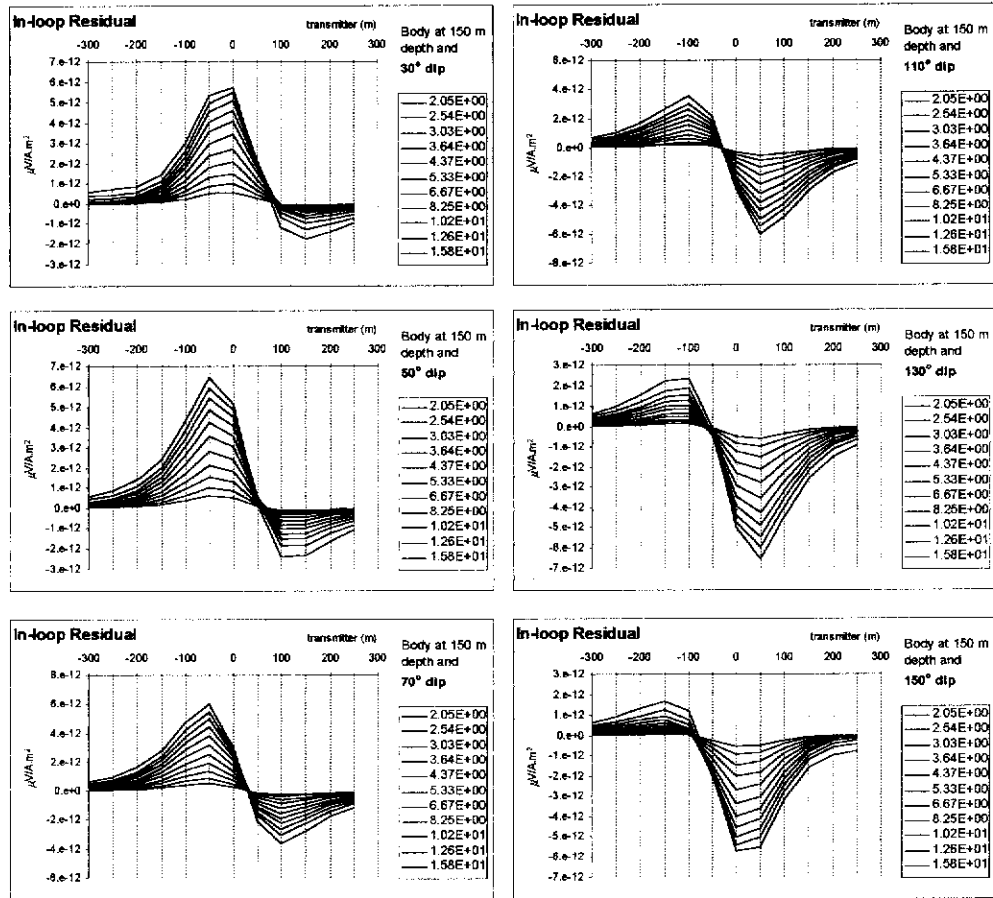 In-loop Residual
transmitter (m)
-300 -200 -100 0 100 200 300
Body at 150 m
depth and
30° dip
7.e-12
6.e-12
5.e-12
4.e-12
3.e-12
2.e-12
1.e-12
0.e+0
-1.e-12
-2.e-12
-3.e-12
µV/A.m²
2.05E+00
2.54E+00
3.03E+00
3.64E+00
4.37E+00
5.33E+00
6.67E+00
8.25E+00
1.02E+01
1.26E+01
1.58E+01
In-loop Residual
transmitter (m)
-300 -200 -100 0 100 200 300
Body at 150 m
depth and
110° dip
6.e-12
4.e-12
2.e-12
0.e+0
-2.e-12
-4.e-12
-6.e-12
-8.e-12
µV/A.m²
2.05E+00
2.54E+00
3.03E+00
3.64E+00
4.37E+00
5.33E+00
6.67E+00
8.25E+00
1.02E+01
1.26E+01
1.58E+01
In-loop Residual
transmitter (m)
-300 -200 -100 0 100 200 300
Body at 150 m
depth and
50° dip
7.e-12
6.e-12
5.e-12
4.e-12
3.e-12
2.e-12
1.e-12
0.e+0
-1.e-12
-2.e-12
-3.e-12
µV/A.m²
2.05E+00
2.54E+00
3.03E+00
3.64E+00
4.37E+00
5.33E+00
6.67E+00
8.25E+00
1.02E+01
1.26E+01
1.58E+01
In-loop Residual
transmitter (m)
-300 -200 -100 0 100 200 300
Body at 150 m
depth and
130° dip
3.e-12
2.e-12
1.e-12
0.e+0
-1.e-12
-2.e-12
-3.e-12
-4.e-12
-5.e-12
-6.e-12
-7.e-12
µV/A.m²
2.05E+00
2.54E+00
3.03E+00
3.64E+00
4.37E+00
5.33E+00
6.67E+00
8.25E+00
1.02E+01
1.26E+01
1.58E+01
In-loop Residual
transmitter (m)
-300 -200 -100 0 100 200 300
Body at 150 m
depth and
70° dip
8.e-12
6.e-12
4.e-12
2.e-12
0.e+0
-2.e-12
-4.e-12
-6.e-12
µV/A.m²
2.05E+00
2.54E+00
3.03E+00
3.64E+00
4.37E+00
5.33E+00
6.67E+00
8.25E+00
1.02E+01
1.26E+01
1.58E+01
In-loop Residual
transmitter (m)
-300 -200 -100 0 100 200 300
Body at 150 m
depth and
150° dip
3.e-12
2.e-12
1.e-12
0.e+0
-1.e-12
-2.e-12
-3.e-12
-4.e-12
-5.e-12
-6.e-12
-7.e-12
µV/A.m²
2.05E+00
2.54E+00
3.03E+00
3.64E+00
4.37E+00
5.33E+00
6.67E+00
8.25E+00
1.02E+01
1.26E+01
1.58E+01